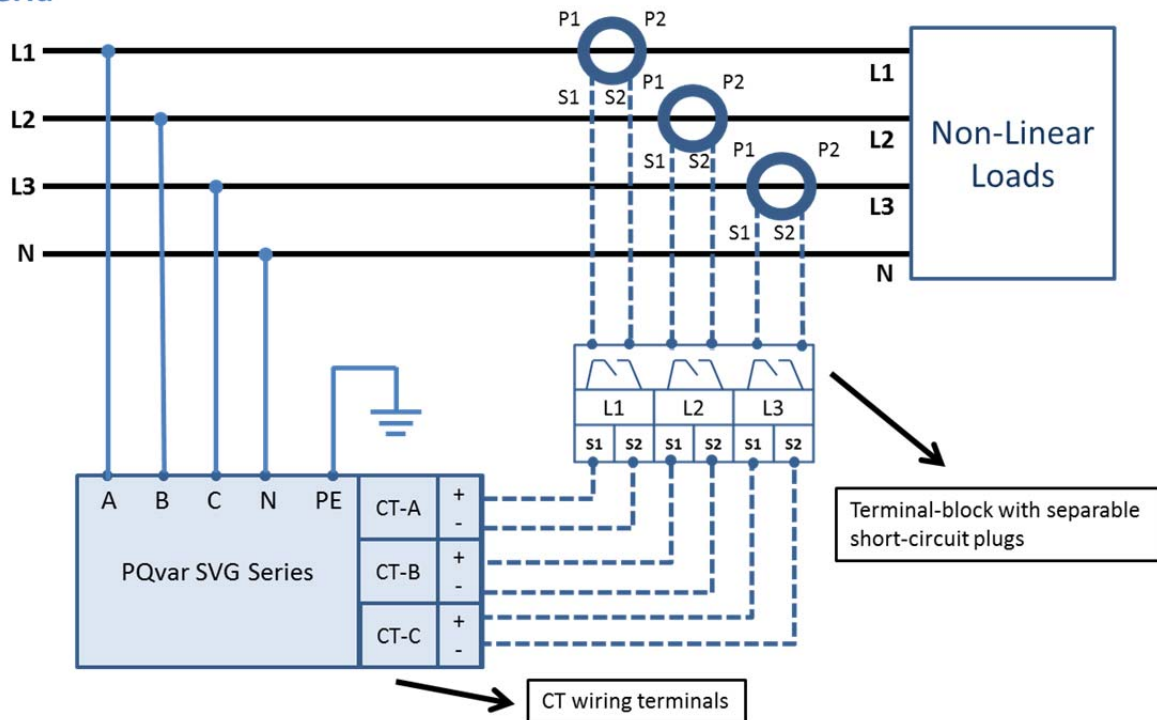 P1 P2
L1
L1
S1 S2
P1 P2
L2
L2
S1 S2
P1 P2
L3
L3
S1 S2
N
N
Non-Linear
Loads
L1 L2 L3
S1 S2 S1 S2 S1 S2
Terminal-block with separable
short-circuit plugs
A B C N PE
PQvar SVG Series
CT-A + -
CT-B + -
CT-C + -
CT wiring terminals